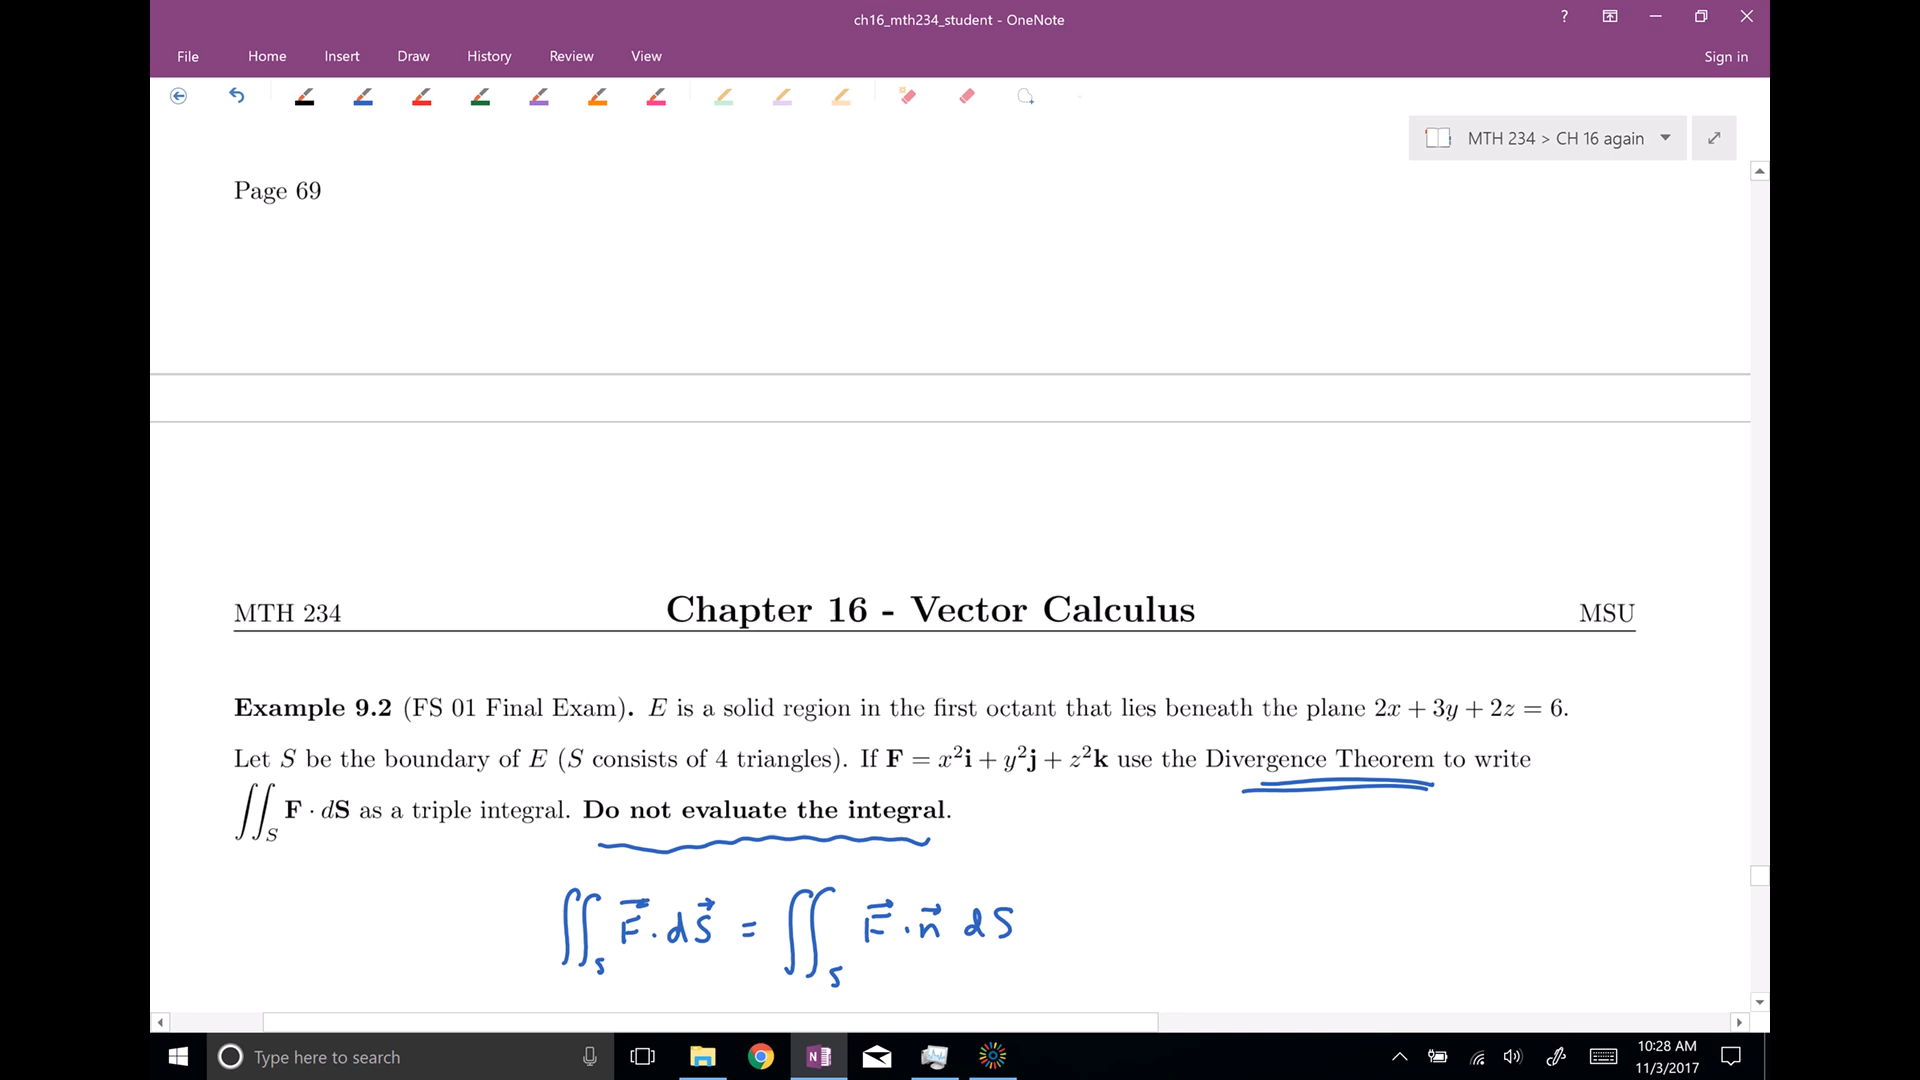 ch16_mth234_student - OneNote
?
File Home Insert Draw History Review View Sign in
MTH 234 > CH 16 again
Page 69
MTH 234 Chapter 16 - Vector Calculus MSU
Example 9.2 (FS 01 Final Exam). E is a solid region in the first octant that lies beneath the plane 2x + 3y + 2z = 6.
Let S be the boundary of E (S consists of 4 triangles). If F = x²i + y²j + z²k use the Divergence Theorem to write
∬_S F · dS as a triple integral. Do not evaluate the integral.
∬_S F⃗ · dS⃗ = ∬_S F⃗ · n⃗ dS
Type here to search
10:28 AM
11/3/2017